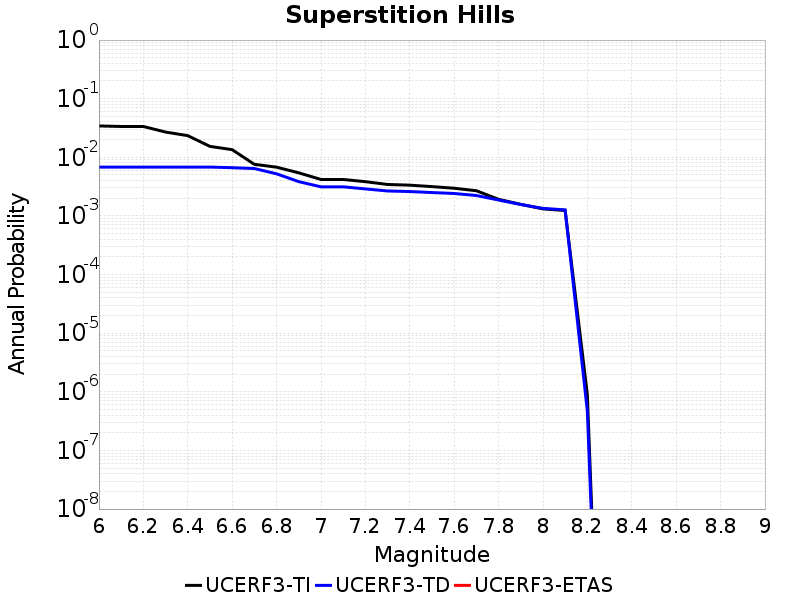 Superstition Hills
Annual Probability
10^0
10^-1
10^-2
10^-3
10^-4
10^-5
10^-6
10^-7
10^-8
6 6.2 6.4 6.6 6.8 7 7.2 7.4 7.6 7.8 8 8.2 8.4 8.6 8.8 9
Magnitude
UCERF3-TI UCERF3-TD UCERF3-ETAS